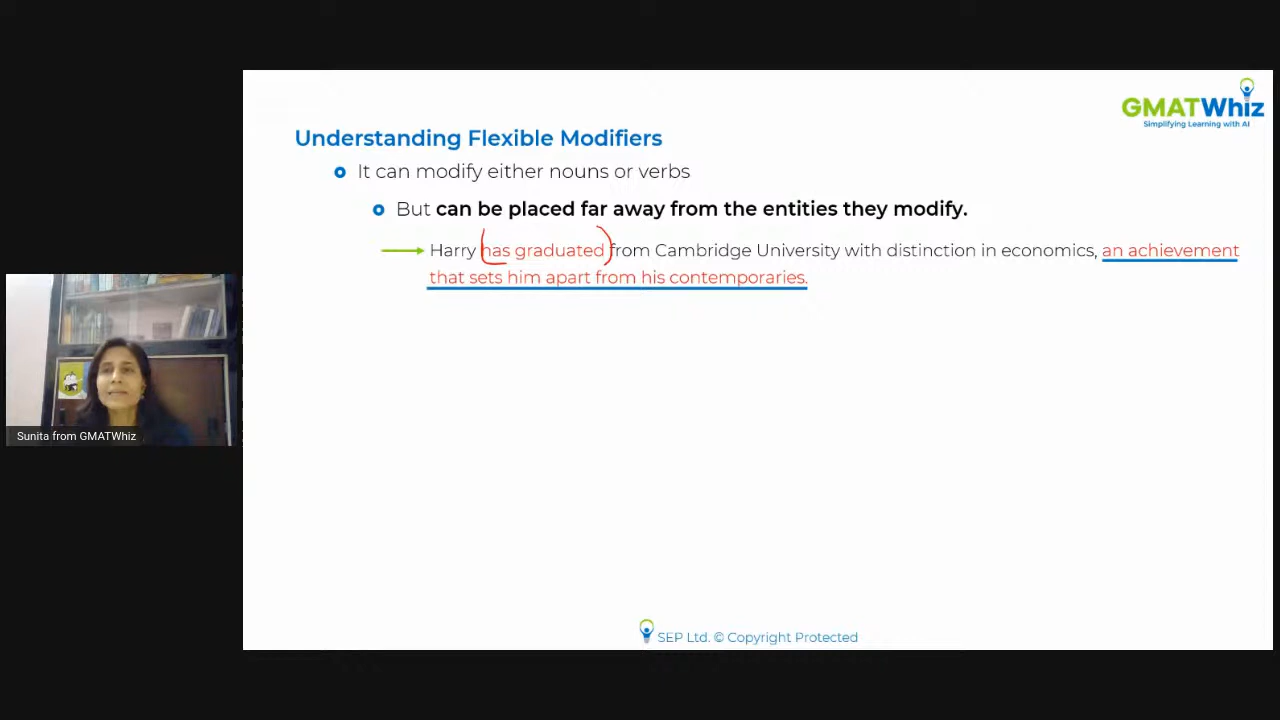 GMATWhiz
Simplifying Learning with AI
Understanding Flexible Modifiers
It can modify either nouns or verbs
But can be placed far away from the entities they modify.
Harry has graduated from Cambridge University with distinction in economics, an achievement
that sets him apart from his contemporaries.
Sunita from GMATWhiz
SEP Ltd. © Copyright Protected